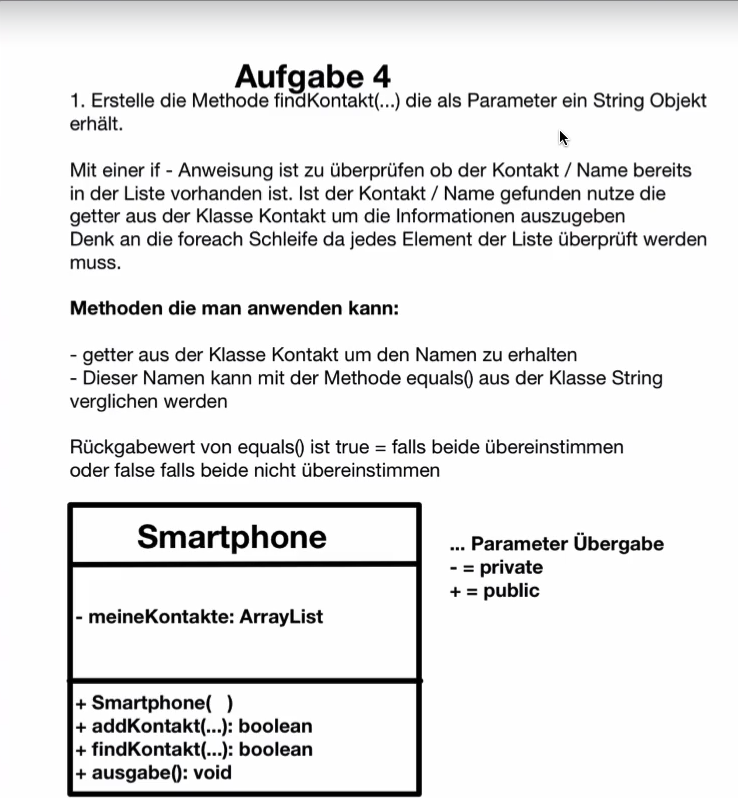 Aufgabe 4
1. Erstelle die Methode findKontakt(...) die als Parameter ein String Objekt
erhält.
Mit einer if - Anweisung ist zu überprüfen ob der Kontakt / Name bereits
in der Liste vorhanden ist. Ist der Kontakt / Name gefunden nutze die
getter aus der Klasse Kontakt um die Informationen auszugeben
Denk an die foreach Schleife da jedes Element der Liste überprüft werden
muss.
Methoden die man anwenden kann:
- getter aus der Klasse Kontakt um den Namen zu erhalten
- Dieser Namen kann mit der Methode equals() aus der Klasse String
verglichen werden
Rückgabewert von equals() ist true = falls beide übereinstimmen
oder false falls beide nicht übereinstimmen
Smartphone
- meineKontakte: ArrayList
+ Smartphone(  )
+ addKontakt(...): boolean
+ findKontakt(...): boolean
+ ausgabe(): void
... Parameter Übergabe
- = private
+ = public